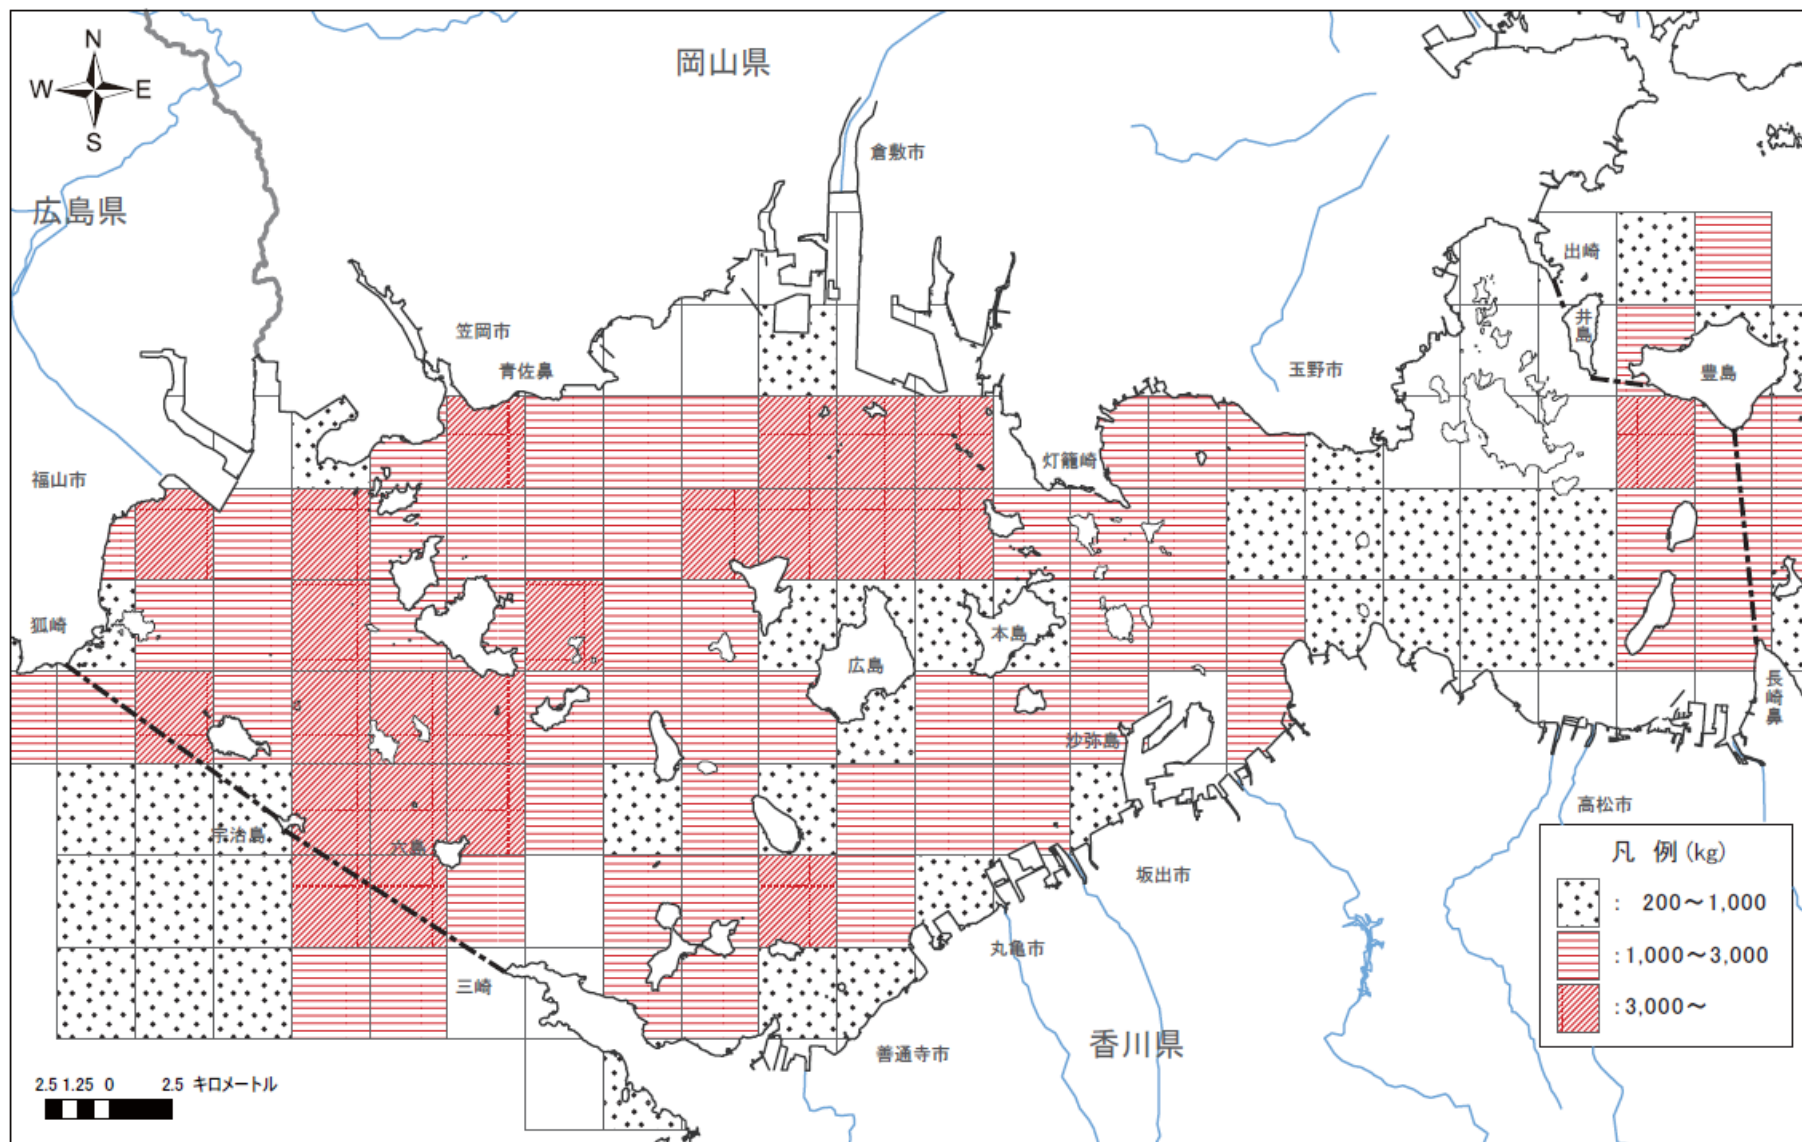 N
W E
S
岡山県
倉敷市
広島県
出崎
井島
笠岡市
青佐鼻
玉野市
豊島
福山市
灯籠崎
狐崎
本島
広島
長崎鼻
沙弥島
宇治島
六島
高松市
坂出市
凡 例 (kg)
: 200～1,000
:1,000～3,000
:3,000～
丸亀市
三崎
善通寺市
香川県
2.5 1.25 0 2.5 キロメートル